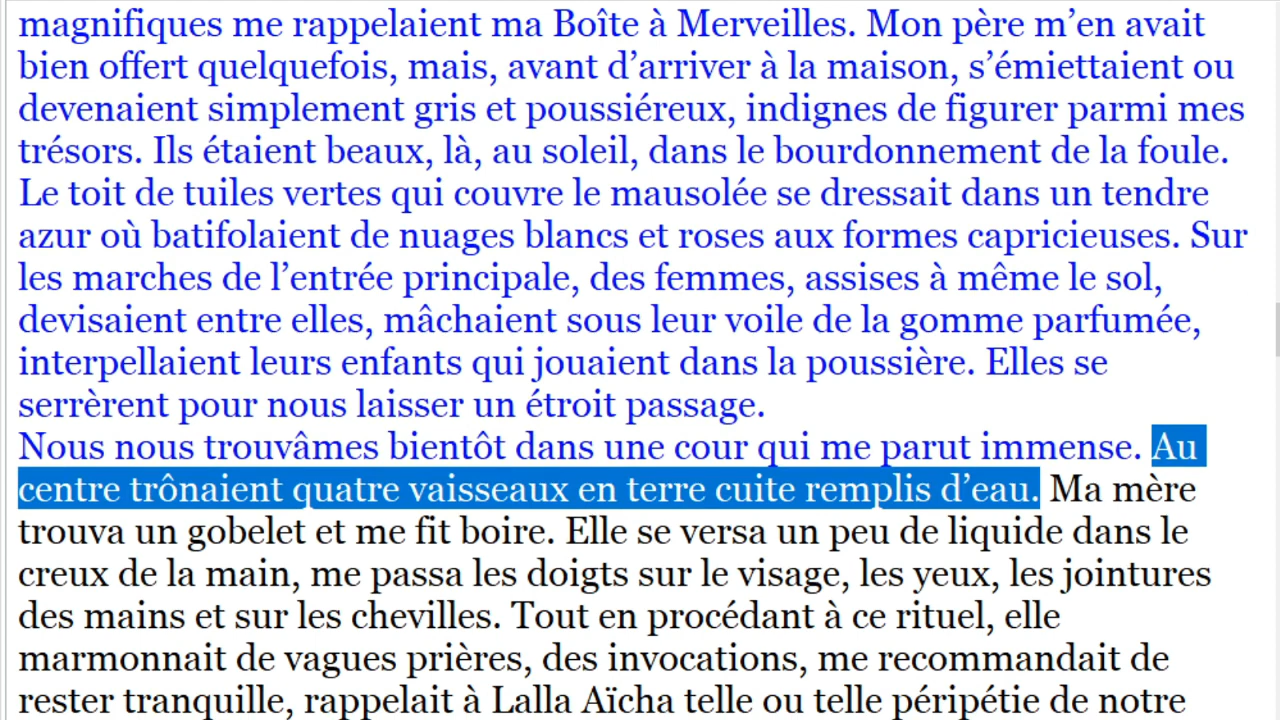 magnifiques me rappelaient ma Boîte à Merveilles. Mon père m’en avait
bien offert quelquefois, mais, avant d’arriver à la maison, s’émiettaient ou
devenaient simplement gris et poussiéreux, indignes de figurer parmi mes
trésors. Ils étaient beaux, là, au soleil, dans le bourdonnement de la foule.
Le toit de tuiles vertes qui couvre le mausolée se dressait dans un tendre
azur où batifolaient de nuages blancs et roses aux formes capricieuses. Sur
les marches de l’entrée principale, des femmes, assises à même le sol,
devisaient entre elles, mâchaient sous leur voile de la gomme parfumée,
interpellaient leurs enfants qui jouaient dans la poussière. Elles se
serrèrent pour nous laisser un étroit passage.
Nous nous trouvâmes bientôt dans une cour qui me parut immense. Au
centre trônaient quatre vaisseaux en terre cuite remplis d’eau. Ma mère
trouva un gobelet et me fit boire. Elle se versa un peu de liquide dans le
creux de la main, me passa les doigts sur le visage, les yeux, les jointures
des mains et sur les chevilles. Tout en procédant à ce rituel, elle
marmonnait de vagues prières, des invocations, me recommandait de
rester tranquille, rappelait à Lalla Aïcha telle ou telle péripétie de notre